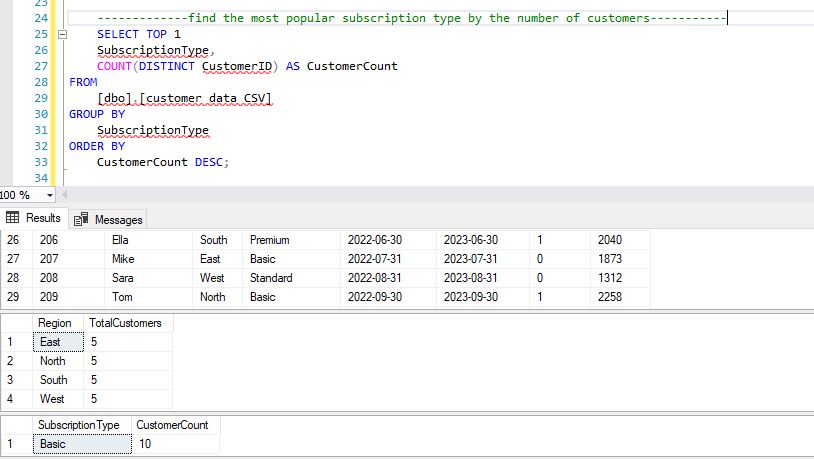 23
24 -------------find the most popular subscription type by the number of customers-----------
25 SELECT TOP 1
26 SubscriptionType,
27 COUNT(DISTINCT CustomerID) AS CustomerCount
28 FROM
29 [dbo].[customer data CSV]
30 GROUP BY
31 SubscriptionType
32 ORDER BY
33 CustomerCount DESC;
34
100 %
Results Messages
26 206 Ella South Premium 2022-06-30 2023-06-30 1 2040
27 207 Mike East Basic 2022-07-31 2023-07-31 0 1873
28 208 Sara West Standard 2022-08-31 2023-08-31 0 1312
29 209 Tom North Basic 2022-09-30 2023-09-30 1 2258
Region TotalCustomers
1 East 5
2 North 5
3 South 5
4 West 5
SubscriptionType CustomerCount
1 Basic 10